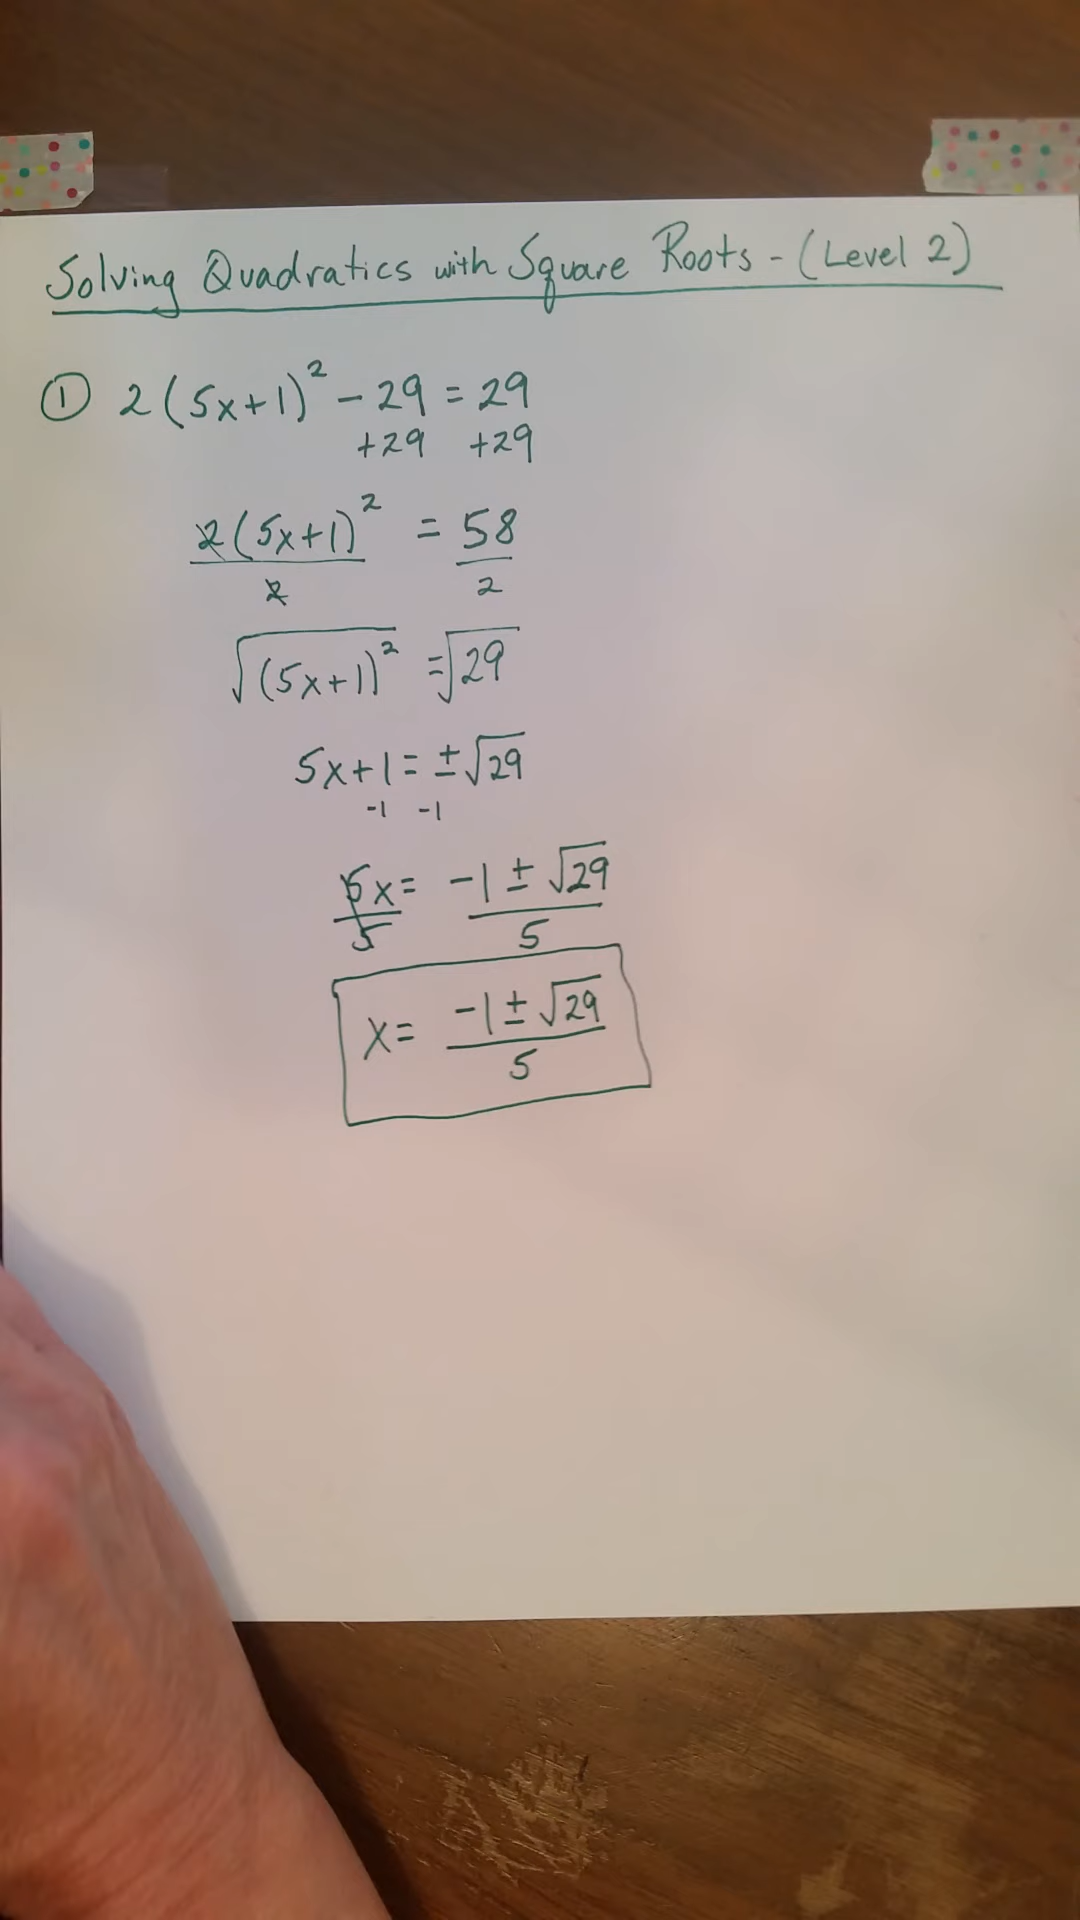 Solving Quadratics with Square Roots - (Level 2)
① 2(5x+1)² - 29 = 29
+29 +29
2(5x+1)² = 58
2 2
√(5x+1)² = √29
5x+1 = ±√29
-1 -1
5x = -1 ± √29
5 5
x = -1 ± √29
5